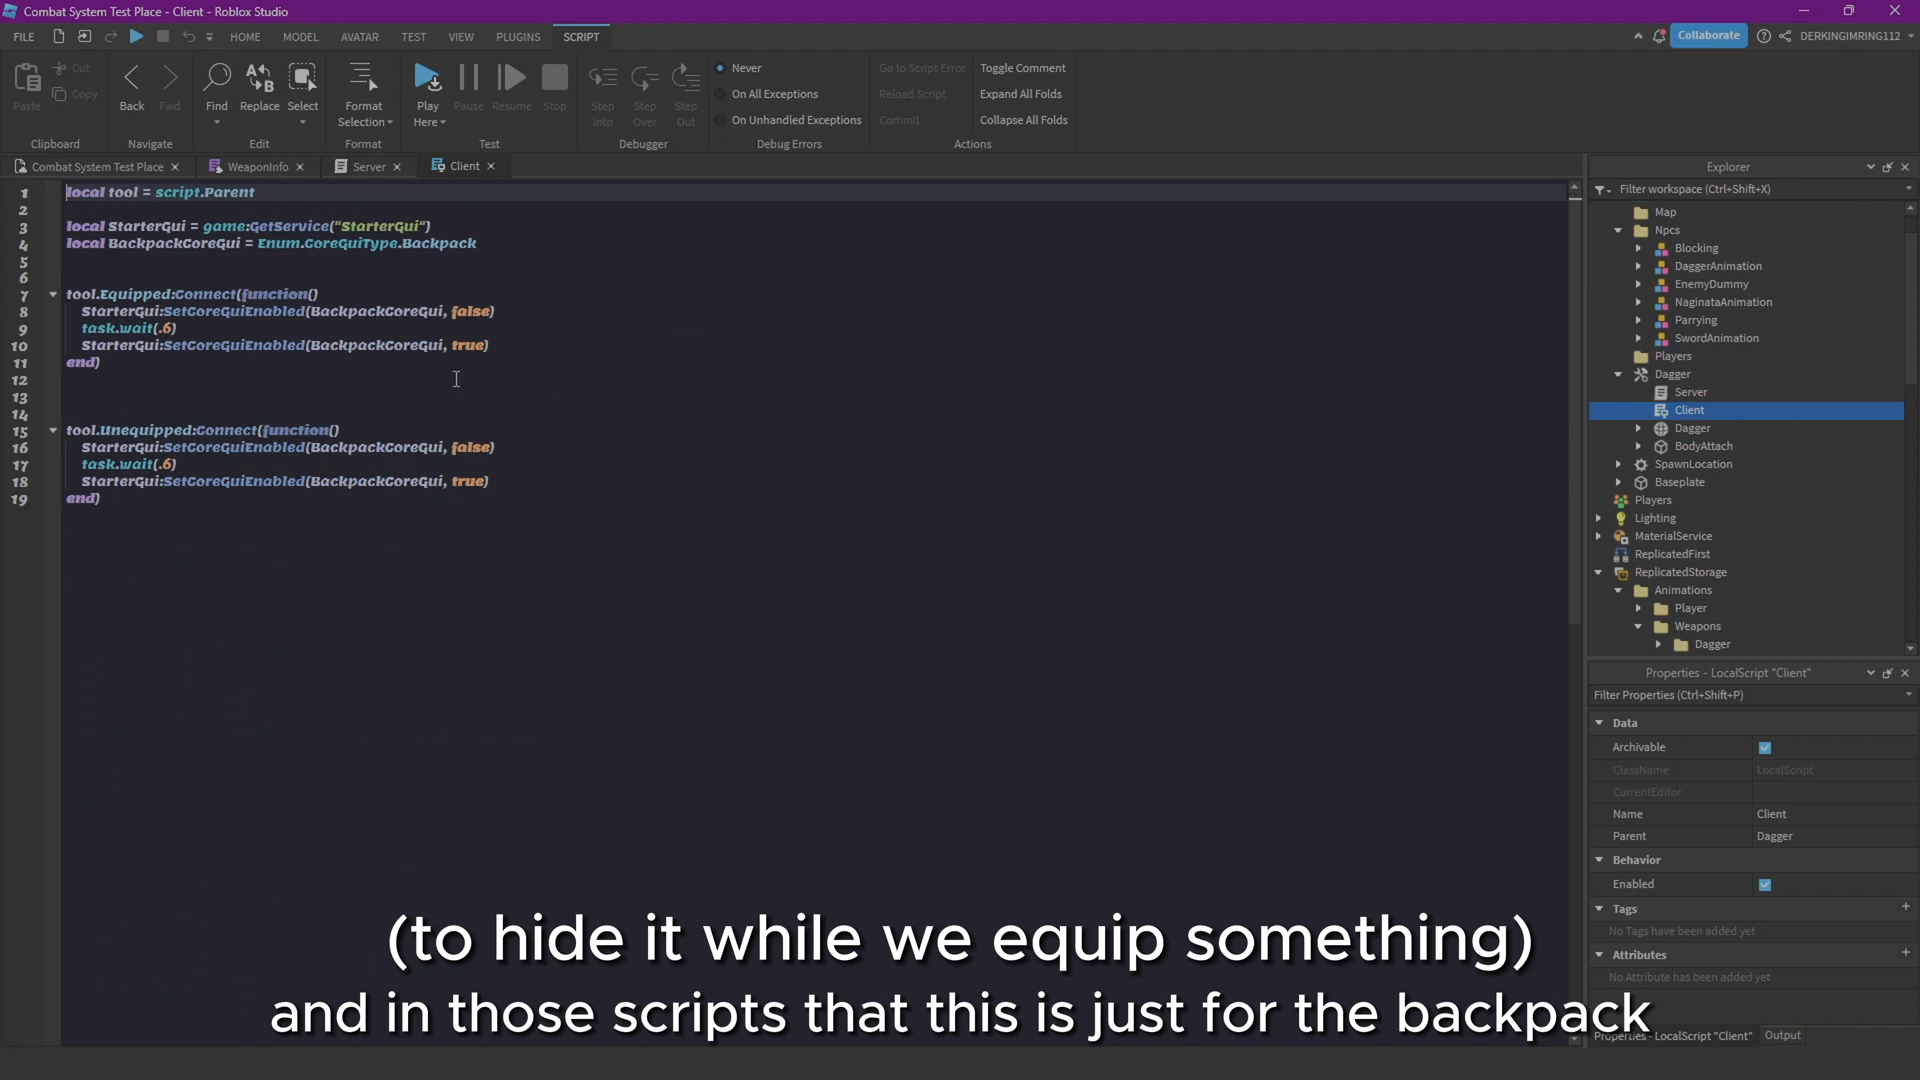 Combat System Test Place - Client - Roblox Studio
FILE HOME MODEL AVATAR TEST VIEW PLUGINS SCRIPT Collaborate DERKINGIMRING112
Paste Cut Copy Back Fwd Find Replace Select Format Selection Play Here Pause Resume Stop Step Into Step Over Step Out
Never
On All Exceptions
On Unhandled Exceptions
Go to Script Error
Reload Script
Commit
Toggle Comment
Expand All Folds
Collapse All Folds
Clipboard Navigate Edit Format Test Debugger Debug Errors Actions
Combat System Test Place WeaponInfo Server Client
1 local tool = script.Parent
2
3 local StarterGui = game:GetService("StarterGui")
4 local BackpackCoreGui = Enum.CoreGuiType.Backpack
5
6
7 tool.Equipped:Connect(function()
8 StarterGui:SetCoreGuiEnabled(BackpackCoreGui, false)
9 task.wait(.6)
10 StarterGui:SetCoreGuiEnabled(BackpackCoreGui, true)
11 end)
12
13
14
15 tool.Unequipped:Connect(function()
16 StarterGui:SetCoreGuiEnabled(BackpackCoreGui, false)
17 task.wait(.6)
18 StarterGui:SetCoreGuiEnabled(BackpackCoreGui, true)
19 end)
Explorer
Filter workspace (Ctrl+Shift+X)
Map
Npcs
Blocking
DaggerAnimation
EnemyDummy
NaginataAnimation
Parrying
SwordAnimation
Players
Dagger
Server
Client
Dagger
BodyAttach
SpawnLocation
Baseplate
Players
Lighting
MaterialService
ReplicatedFirst
ReplicatedStorage
Animations
Player
Weapons
Dagger
Properties - LocalScript "Client"
Filter Properties (Ctrl+Shift+P)
Data
Archivable
ClassName LocalScript
CurrentEditor
Name Client
Parent Dagger
Behavior
Enabled
Tags
No Tags have been added yet
Attributes
No Attribute has been added yet
Properties - LocalScript "Client" Output
(to hide it while we equip something)
and in those scripts that this is just for the backpack